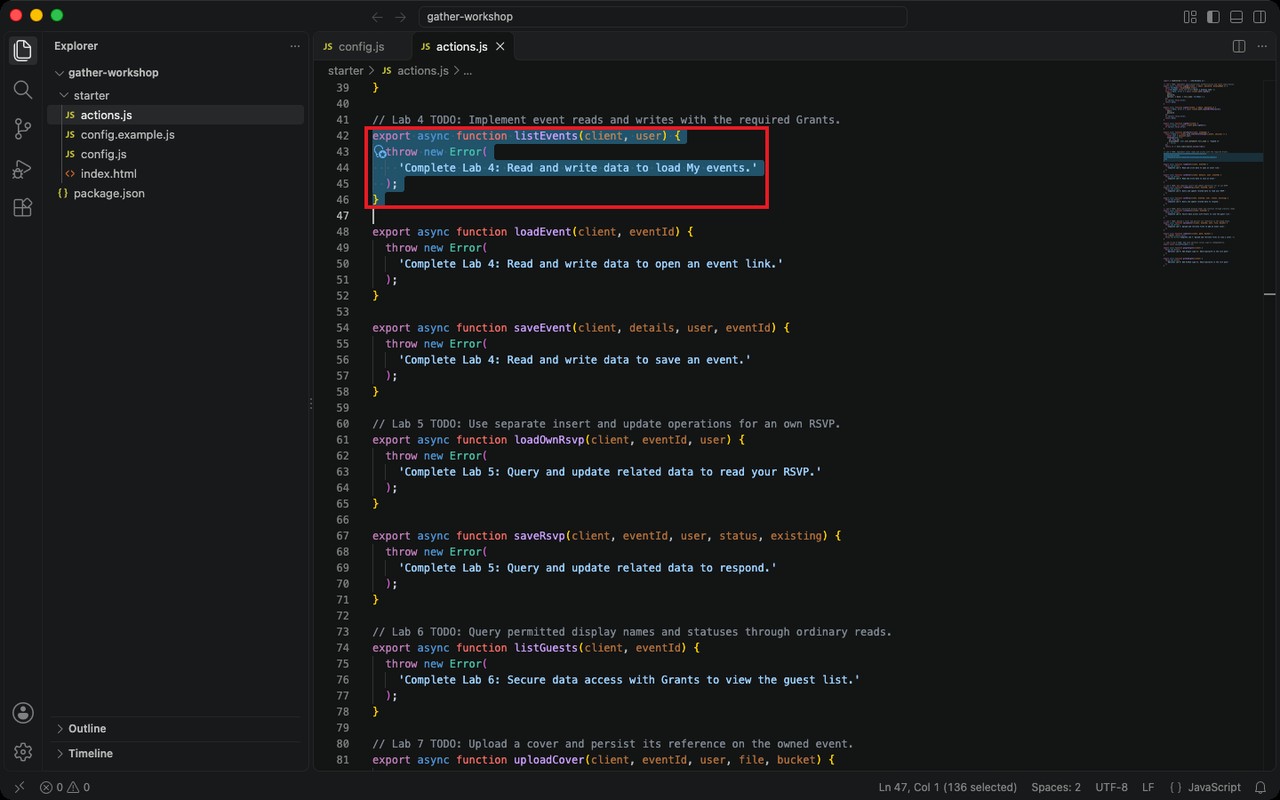 gather-workshop
Explorer
gather-workshop
starter
JS actions.js
JS config.example.js
JS config.js
<> index.html
{} package.json
Outline
Timeline
JS config.js
JS actions.js
starter > JS actions.js > ...
39 }
40
41 // Lab 4 TODO: Implement event reads and writes with the required Grants.
42 export async function listEvents(client, user) {
43 throw new Error(
44 'Complete Lab 4: Read and write data to load My events.'
45 );
46 }
47
48 export async function loadEvent(client, eventId) {
49 throw new Error(
50 'Complete Lab 4: Read and write data to open an event link.'
51 );
52 }
53
54 export async function saveEvent(client, details, user, eventId) {
55 throw new Error(
56 'Complete Lab 4: Read and write data to save an event.'
57 );
58 }
59
60 // Lab 5 TODO: Use separate insert and update operations for an own RSVP.
61 export async function loadOwnRsvp(client, eventId, user) {
62 throw new Error(
63 'Complete Lab 5: Query and update related data to read your RSVP.'
64 );
65 }
66
67 export async function saveRsvp(client, eventId, user, status, existing) {
68 throw new Error(
69 'Complete Lab 5: Query and update related data to respond.'
70 );
71 }
72
73 // Lab 6 TODO: Query permitted display names and statuses through ordinary reads.
74 export async function listGuests(client, eventId) {
75 throw new Error(
76 'Complete Lab 6: Secure data access with Grants to view the guest list.'
77 );
78 }
79
80 // Lab 7 TODO: Upload a cover and persist its reference on the owned event.
81 export async function uploadCover(client, eventId, user, file, bucket) {
0 0
Ln 47, Col 1 (136 selected) Spaces: 2 UTF-8 LF {} JavaScript